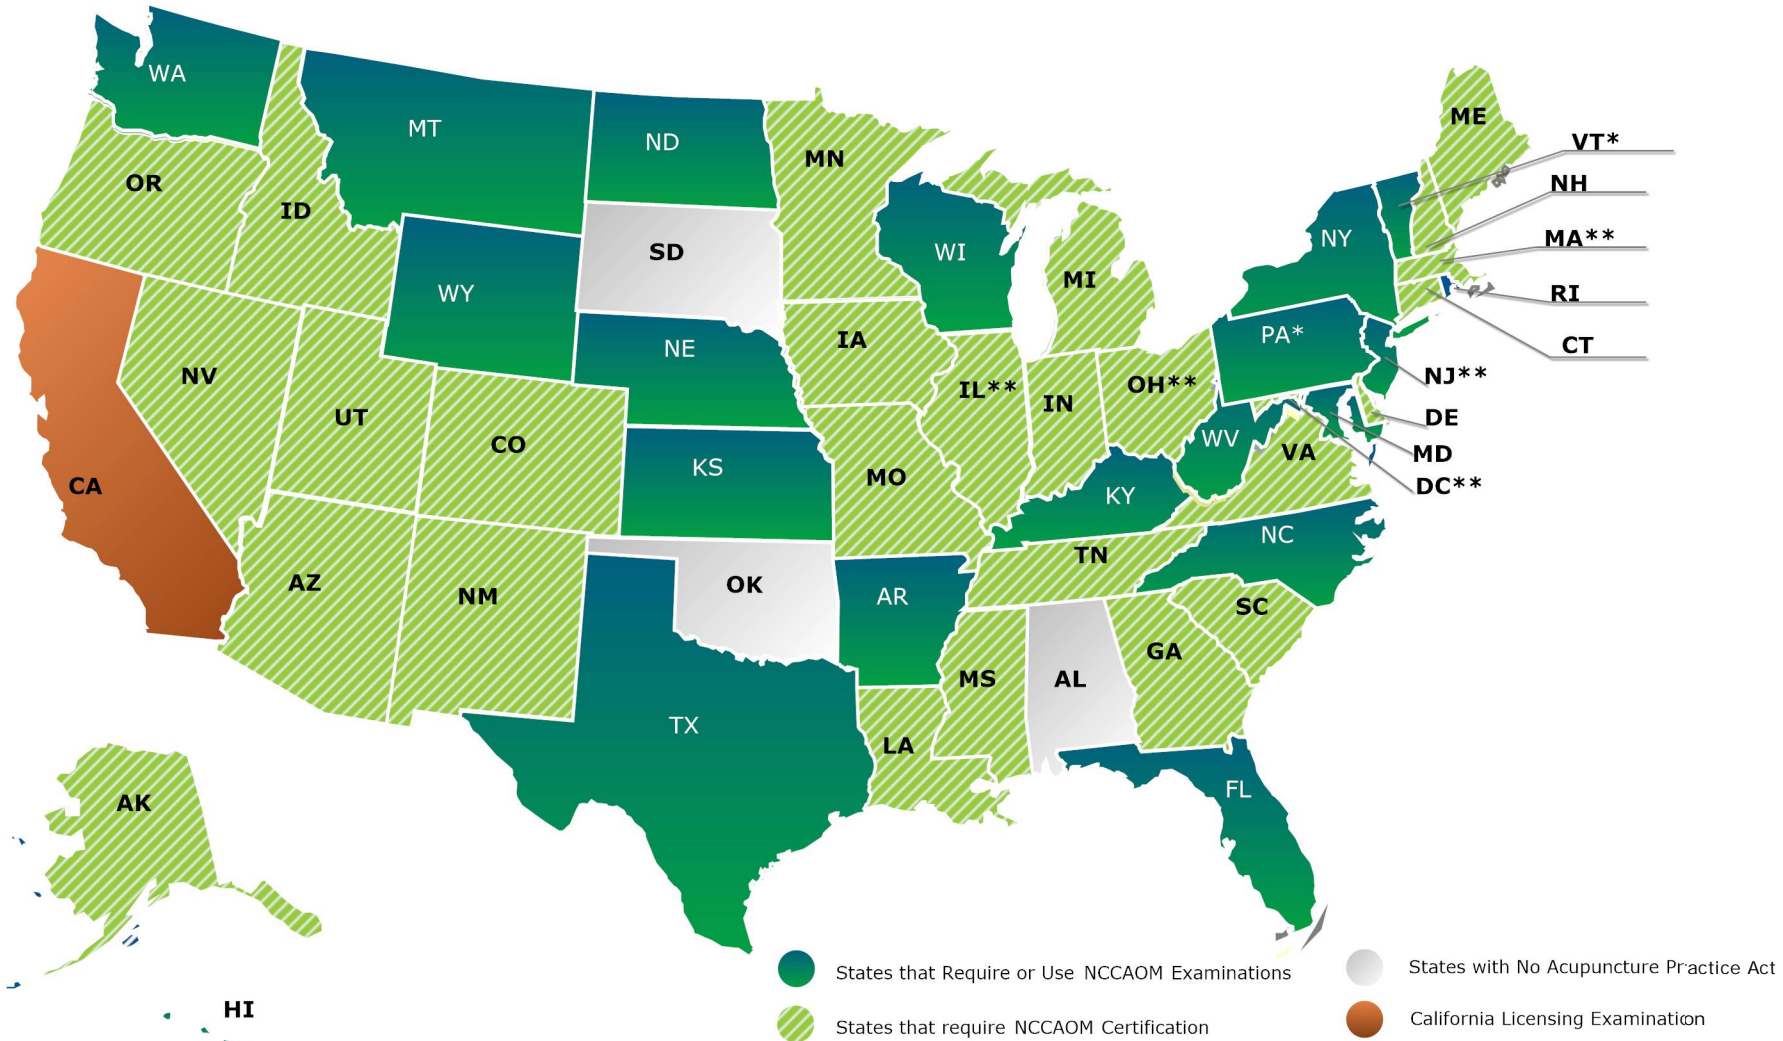 WA
MT
ND
MN
ME
VT*
OR
ID
NH
SD
WI
NY
MA**
MI
WY
RI
NE
IA
PA*
CT
NV
IL**
IN
OH**
NJ**
UT
CO
DE
WV
VA
MD
KS
MO
CA
KY
DC**
NC
TN
AZ
NM
OK
AR
SC
GA
MS
AL
TX
LA
AK
FL
HI
States that Require or Use NCCAOM Examinations
States with No Acupuncture Practice Act
States that require NCCAOM Certification
California Licensing Examination